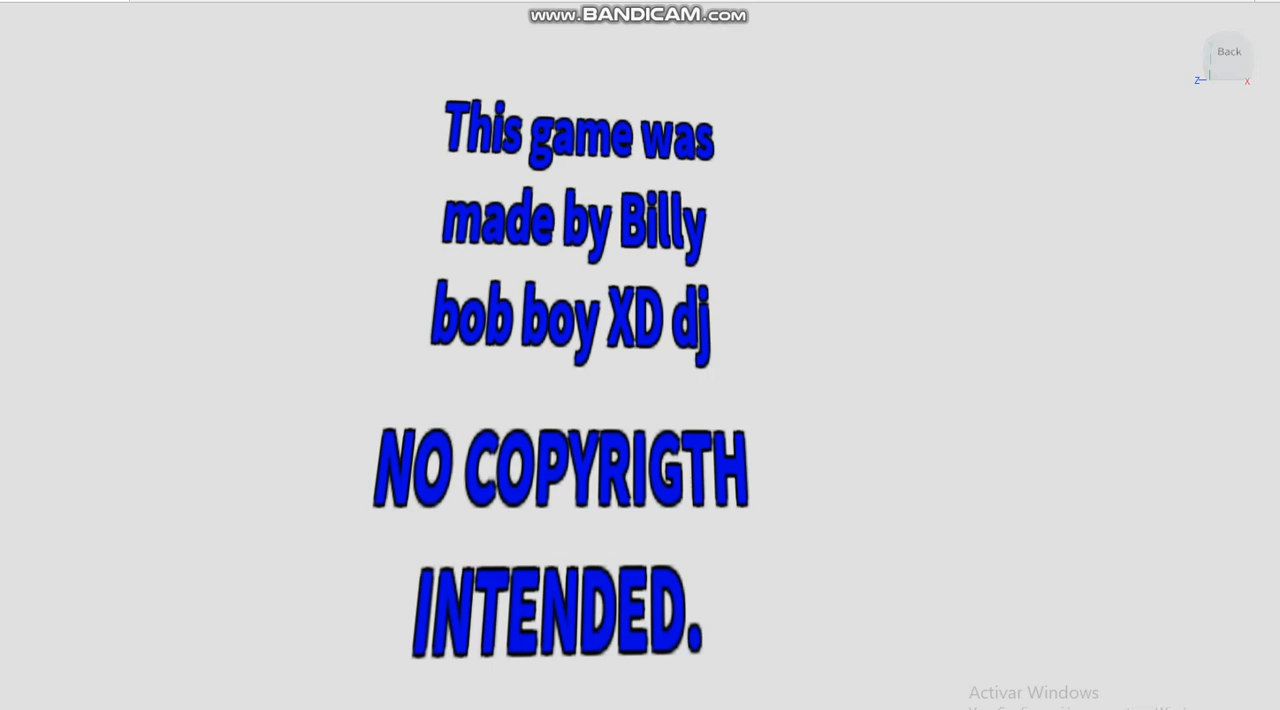 www.BANDICAM.com
Back
Z
X
This game was
made by Billy
bob boy XD dj
NO COPYRIGTH
INTENDED.
Activar Windows